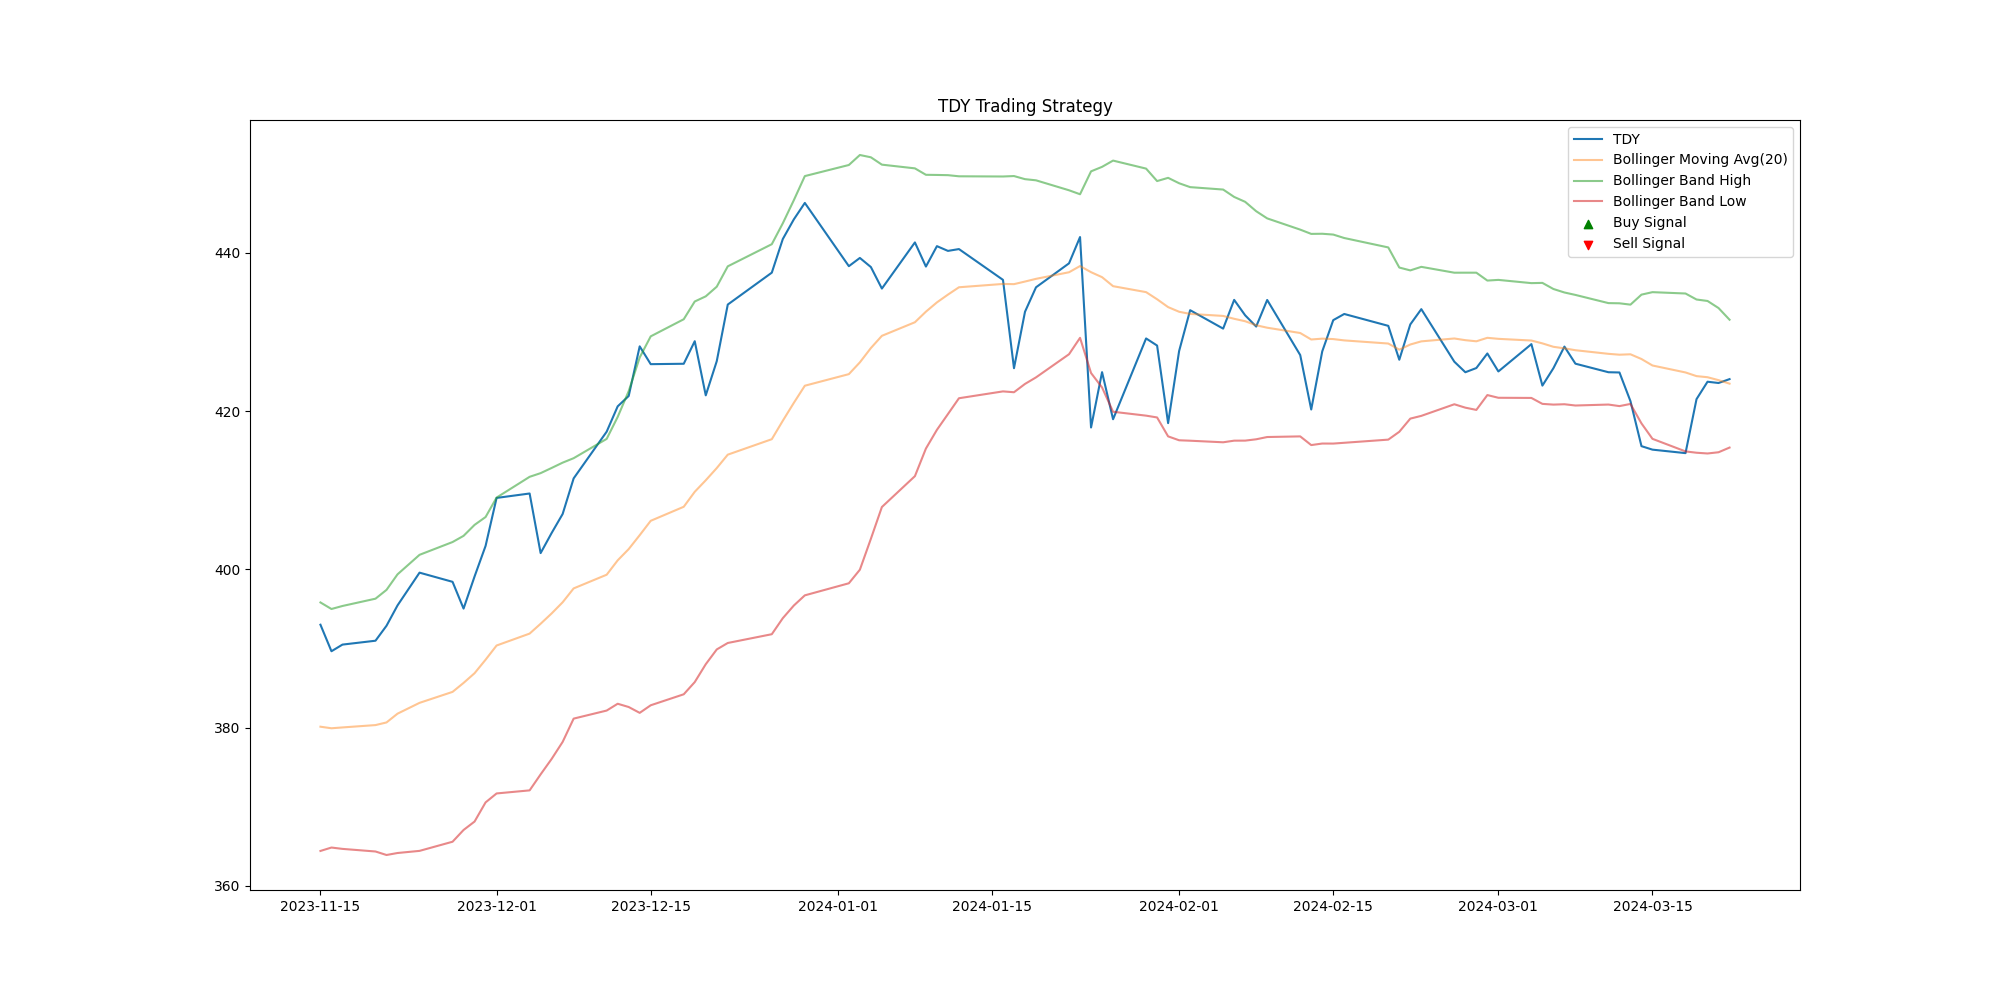 TDY Trading Strategy
TDY
Bollinger Moving Avg(20)
Bollinger Band High
Bollinger Band Low
Buy Signal
Sell Signal
440
420
400
380
360
2023-11-15 2023-12-01 2023-12-15 2024-01-01 2024-01-15 2024-02-01 2024-02-15 2024-03-01 2024-03-15